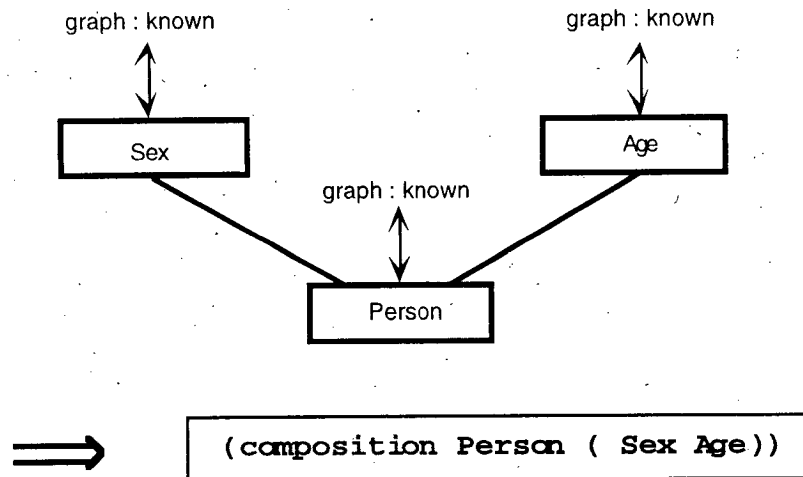 graph : known
graph : known
Sex
Age
graph : known
Person
(composition Person ( Sex Age))